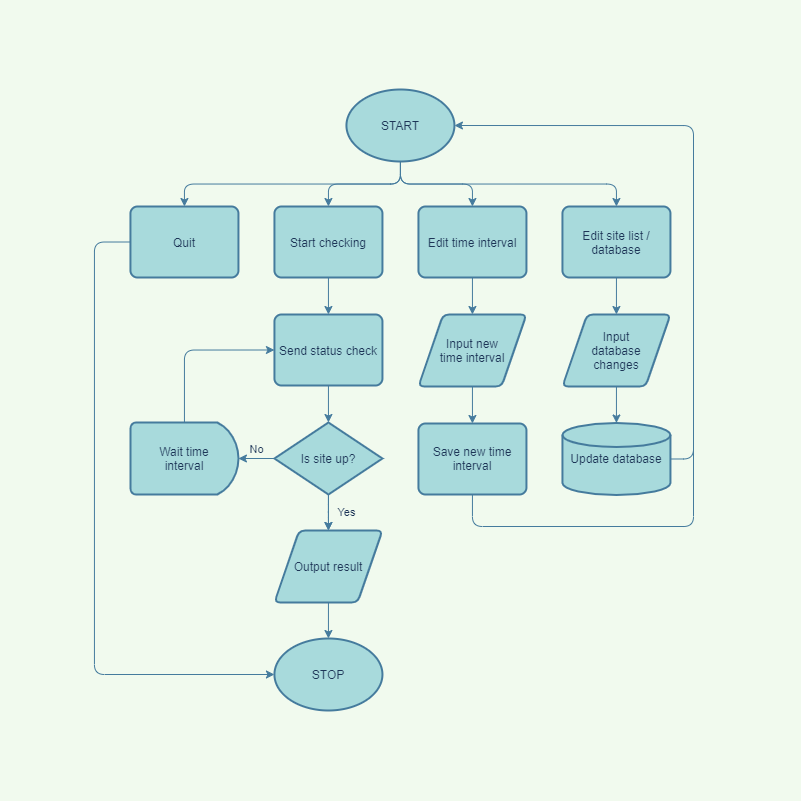 START
Quit
Start checking
Edit time interval
Edit site list /
database
Send status check
Input new
time interval
Input
database
changes
Wait time
interval
No
Is site up?
Save new time
interval
Update database
Yes
Output result
STOP